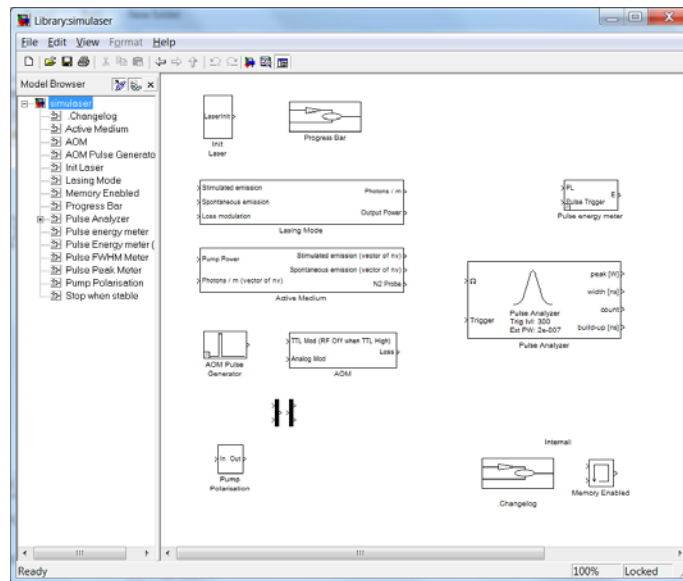 Library:simulaser
File Edit View Format Help
Model Browser
simulaser
.Changelog
Active Medium
AOM
AOM Pulse Generato
Init Laser
Lasing Mode
Memory Enabled
Progress Bar
Pulse Analyzer
Pulse energy meter
Pulse Energy meter (
Pulse FWHM Meter
Pulse Peak Meter
Pump Polarisation
Stop when stable
LaserInit
Init
Laser
Progress Bar
Stimulated emission
Photons / m
Spontaneous emission
Loss modulation
Output Power
Lasing Mode
PL
E
Pulse Trigger
Pulse energy meter
Pump Power
Stimulated emission (vector of nv)
Spontaneous emission (vector of nv)
Photons / m (vector of nv)
N2 Probe
Active Medium
Ω
peak [W]
width [ns]
Trigger
Pulse Analyzer
Trig lvl: 300
Ext PW: 2e-007
count
build-up [ns]
Pulse Analyzer
AOM Pulse
Generator
TTL Mod (RF Off when TTL High)
Loss
Analog Mod
AOM
In Out
Pump
Polarisation
Internal:
.Changelog
Memory Enabled
Ready
100%
Locked